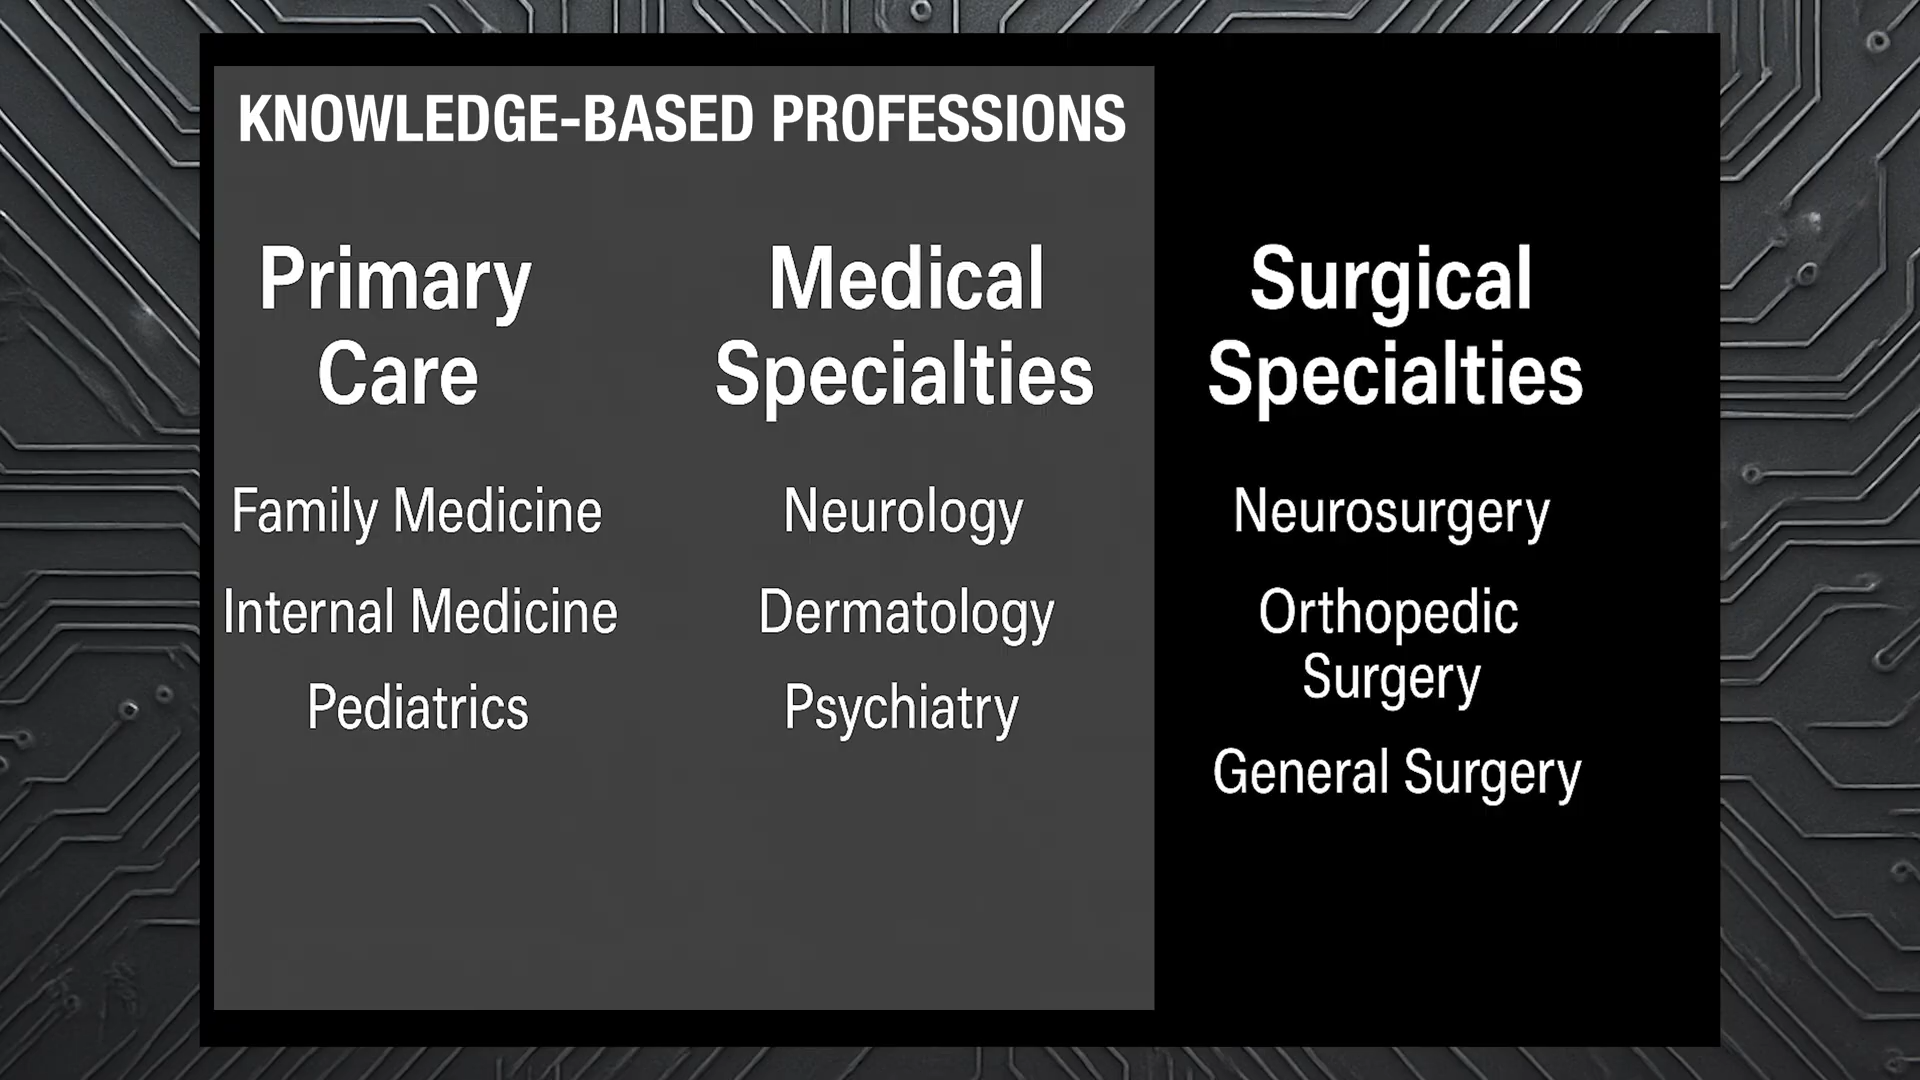 KNOWLEDGE-BASED PROFESSIONS
Primary
Care
Family Medicine
Internal Medicine
Pediatrics
Medical
Specialties
Neurology
Dermatology
Psychiatry
Surgical
Specialties
Neurosurgery
Orthopedic
Surgery
General Surgery